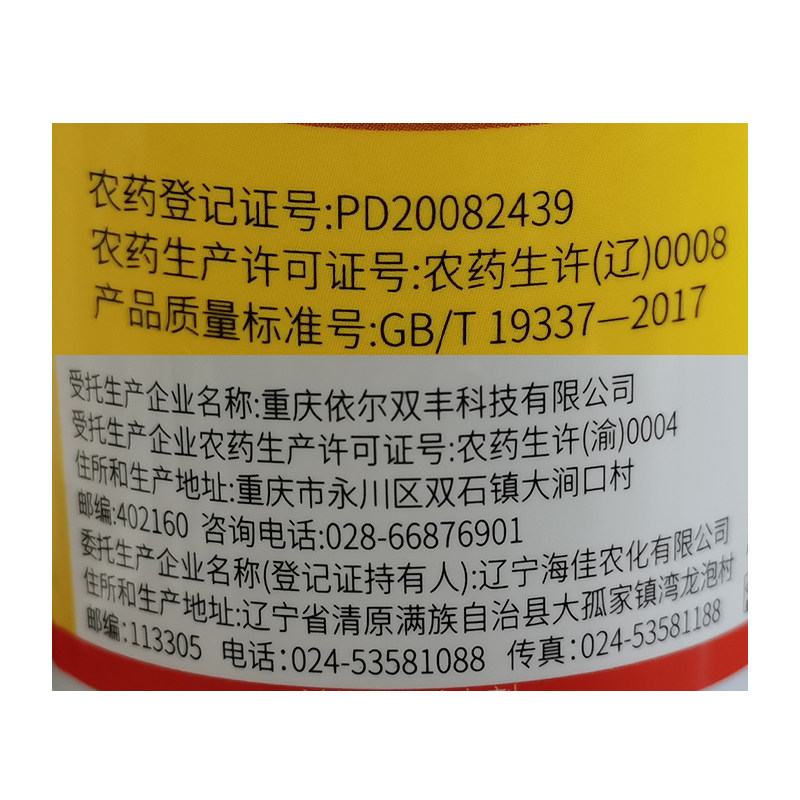 农药登记证号:PD20082439
农药生产许可证号:农药生许(辽)0008
产品质量标准号:GB/T 19337—2017
受托生产企业名称:重庆依尔双丰科技有限公司
受托生产企业农药生产许可证号:农药生许(渝)0004
住所和生产地址:重庆市永川区双石镇大涧口村
邮编:402160 咨询电话:028-66876901
委托生产企业名称(登记证持有人):辽宁海佳农化有限公司
住所和生产地址:辽宁省清原满族自治县大孤家镇湾龙泡村
邮编:113305 电话:024-53581088 传真:024-53581188